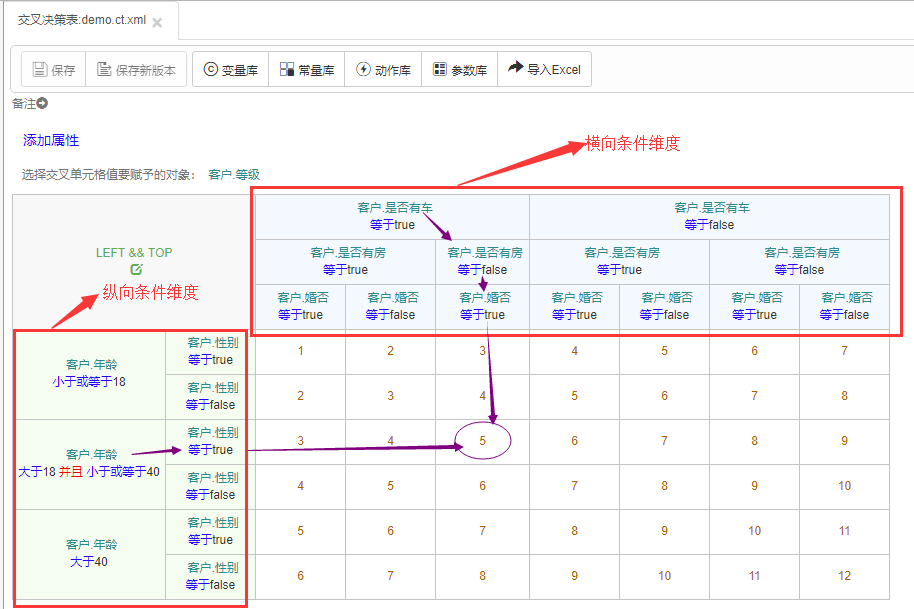 交叉决策表:demo.ct.xml
保存 保存新版本 变量库 常量库 动作库 参数库 导入Excel
备注
添加属性
横向条件维度
选择交叉单元格值要赋予的对象: 客户.等级
客户.是否有车 客户.是否有车
等于true 等于false
LEFT && TOP
客户.是否有房 客户.是否有房 客户.是否有房 客户.是否有房
等于true 等于false 等于true 等于false
纵向条件维度
客户.婚否 客户.婚否 客户.婚否 客户.婚否 客户.婚否 客户.婚否 客户.婚否
等于true 等于false 等于true 等于true 等于false 等于true 等于false
客户.年龄
小于或等于18
客户.性别
等于true
1 2 3 4 5 6 7
客户.性别
等于false
2 3 4 5 6 7 8
客户.年龄
大于18 并且 小于或等于40
客户.性别
等于true
3 4 5 6 7 8 9
客户.性别
等于false
4 5 6 7 8 9 10
客户.年龄
大于40
客户.性别
等于true
5 6 7 8 9 10 11
客户.性别
等于false
6 7 8 9 10 11 12